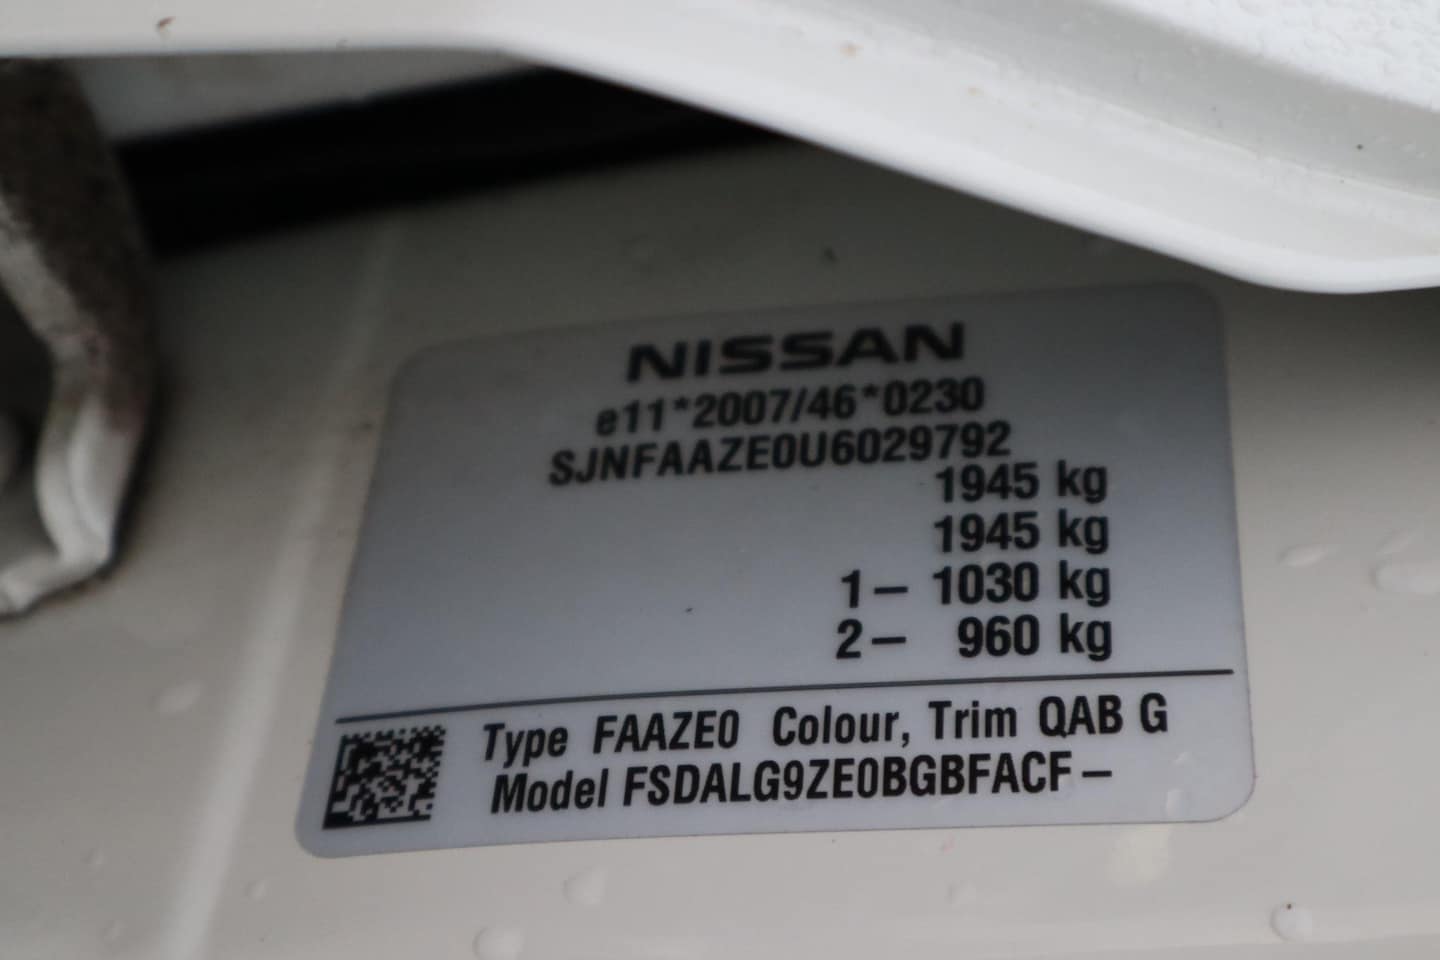 NISSAN
e11*2007/46*0230
SJNFAAZE0U6029792
1945 kg
1945 kg
1– 1030 kg
2– 960 kg
Type FAAZE0 Colour, Trim QAB G
Model FSDALG9ZE0BGBFACF –